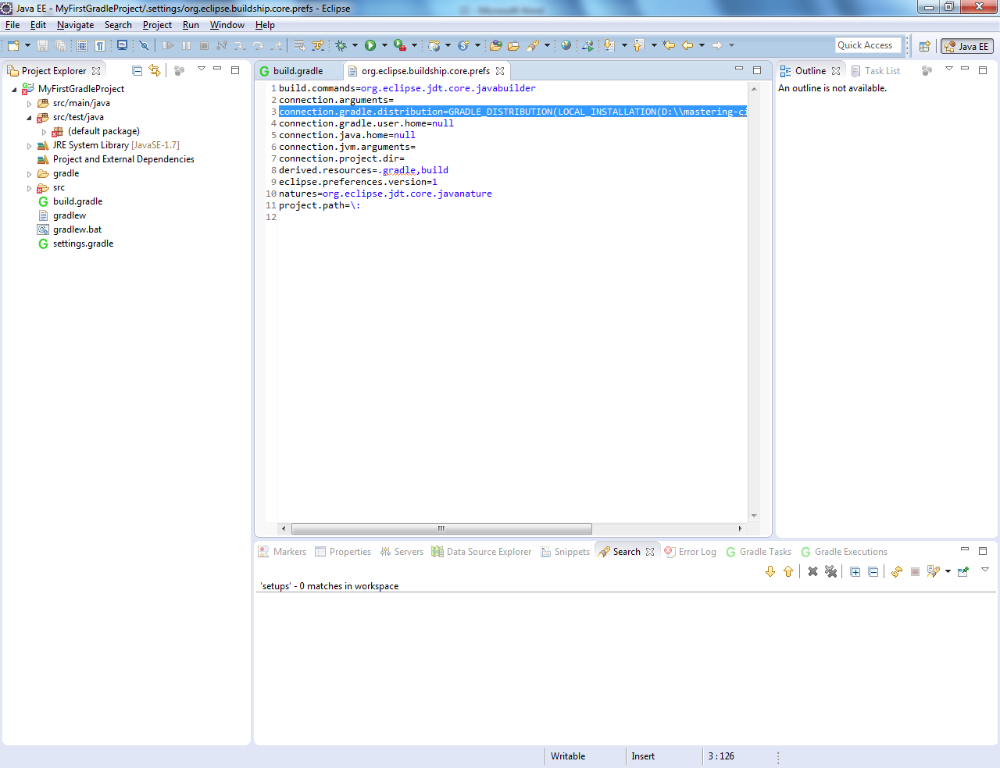 Java EE - MyFirstGradleProject/.settings/org.eclipse.buildship.core.prefs - Eclipse
File Edit Navigate Search Project Run Window Help
Quick Access
Java EE
Project Explorer
MyFirstGradleProject
src/main/java
src/test/java
(default package)
JRE System Library [JavaSE-1.7]
Project and External Dependencies
gradle
src
build.gradle
gradlew
gradlew.bat
settings.gradle
build.gradle
org.eclipse.buildship.core.prefs
1 build.commands=org.eclipse.jdt.core.javabuilder
2 connection.arguments=
3 connection.gradle.distribution=GRADLE_DISTRIBUTION(LOCAL_INSTALLATION(D:\\mastering-ci
4 connection.gradle.user.home=null
5 connection.java.home=null
6 connection.jvm.arguments=
7 connection.project.dir=
8 derived.resources=.gradle,build
9 eclipse.preferences.version=1
10 natures=org.eclipse.jdt.core.javanature
11 project.path=\:
12
Outline
Task List
An outline is not available.
Markers
Properties
Servers
Data Source Explorer
Snippets
Search
Error Log
Gradle Tasks
Gradle Executions
'setups' - 0 matches in workspace
Writable
Insert
3 : 126